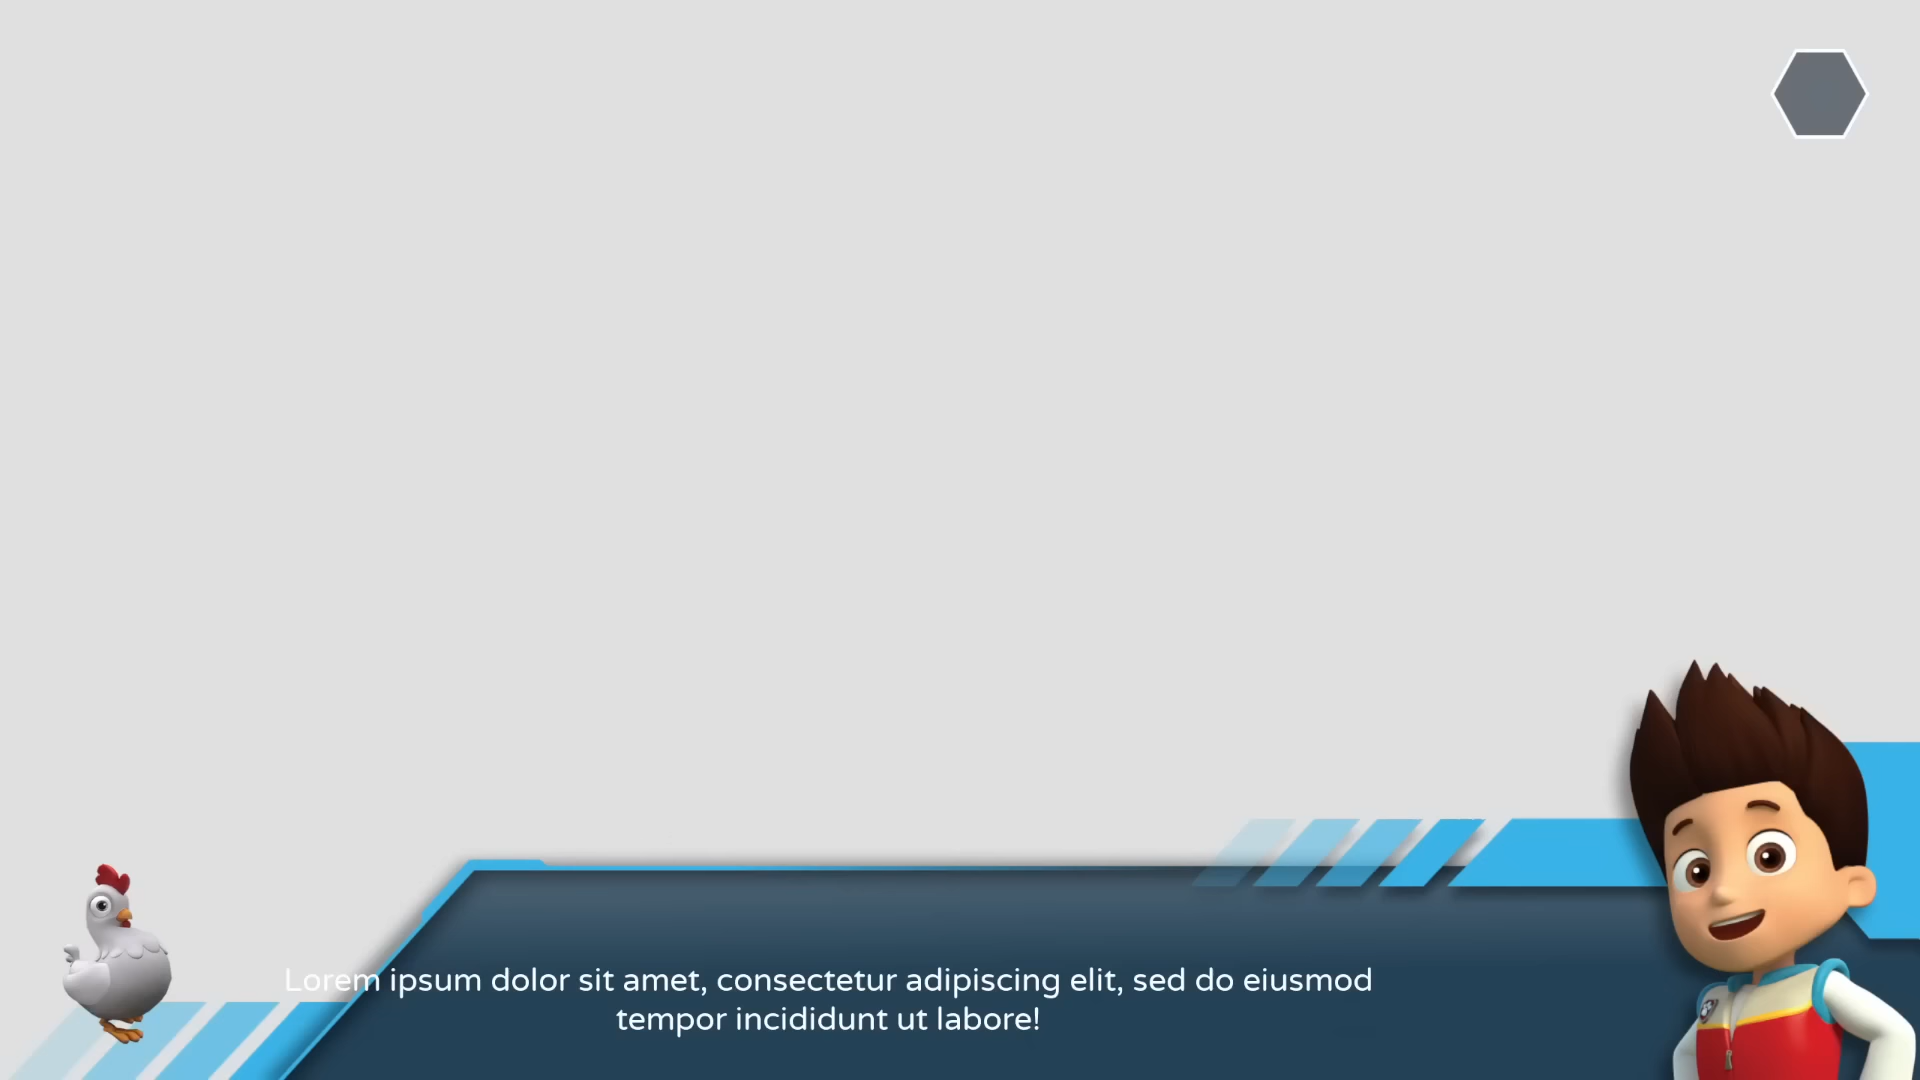 Lorem ipsum dolor sit amet, consectetur adipiscing elit, sed do eiusmod
tempor incididunt ut labore!